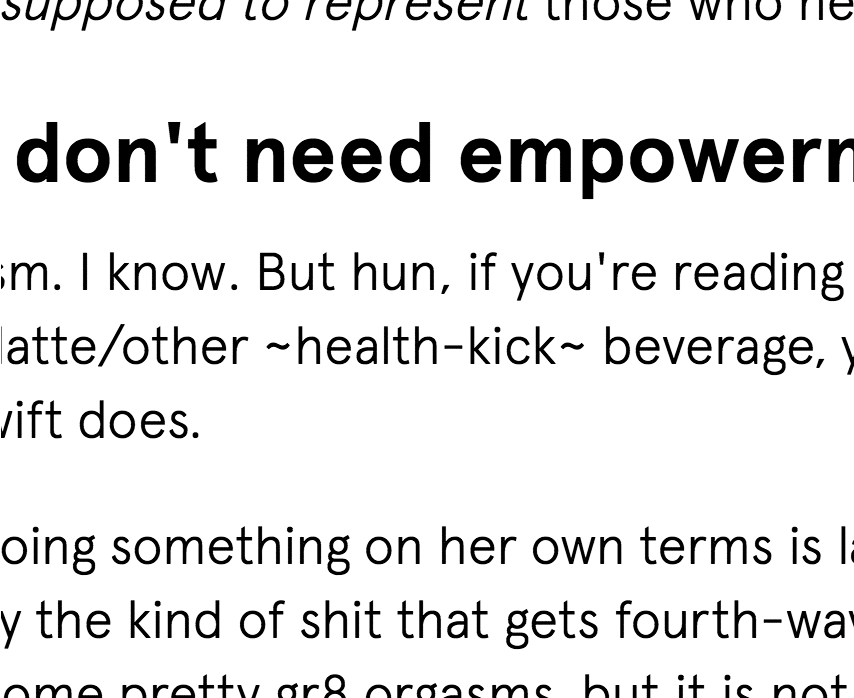 supposed to represent those who ne
don't need empowerm
sm. I know. But hun, if you're reading
latte/other ~health-kick~ beverage, y
wift does.
oing something on her own terms is la
y the kind of shit that gets fourth-wav
ome pretty gr8 orgasms, but it is not